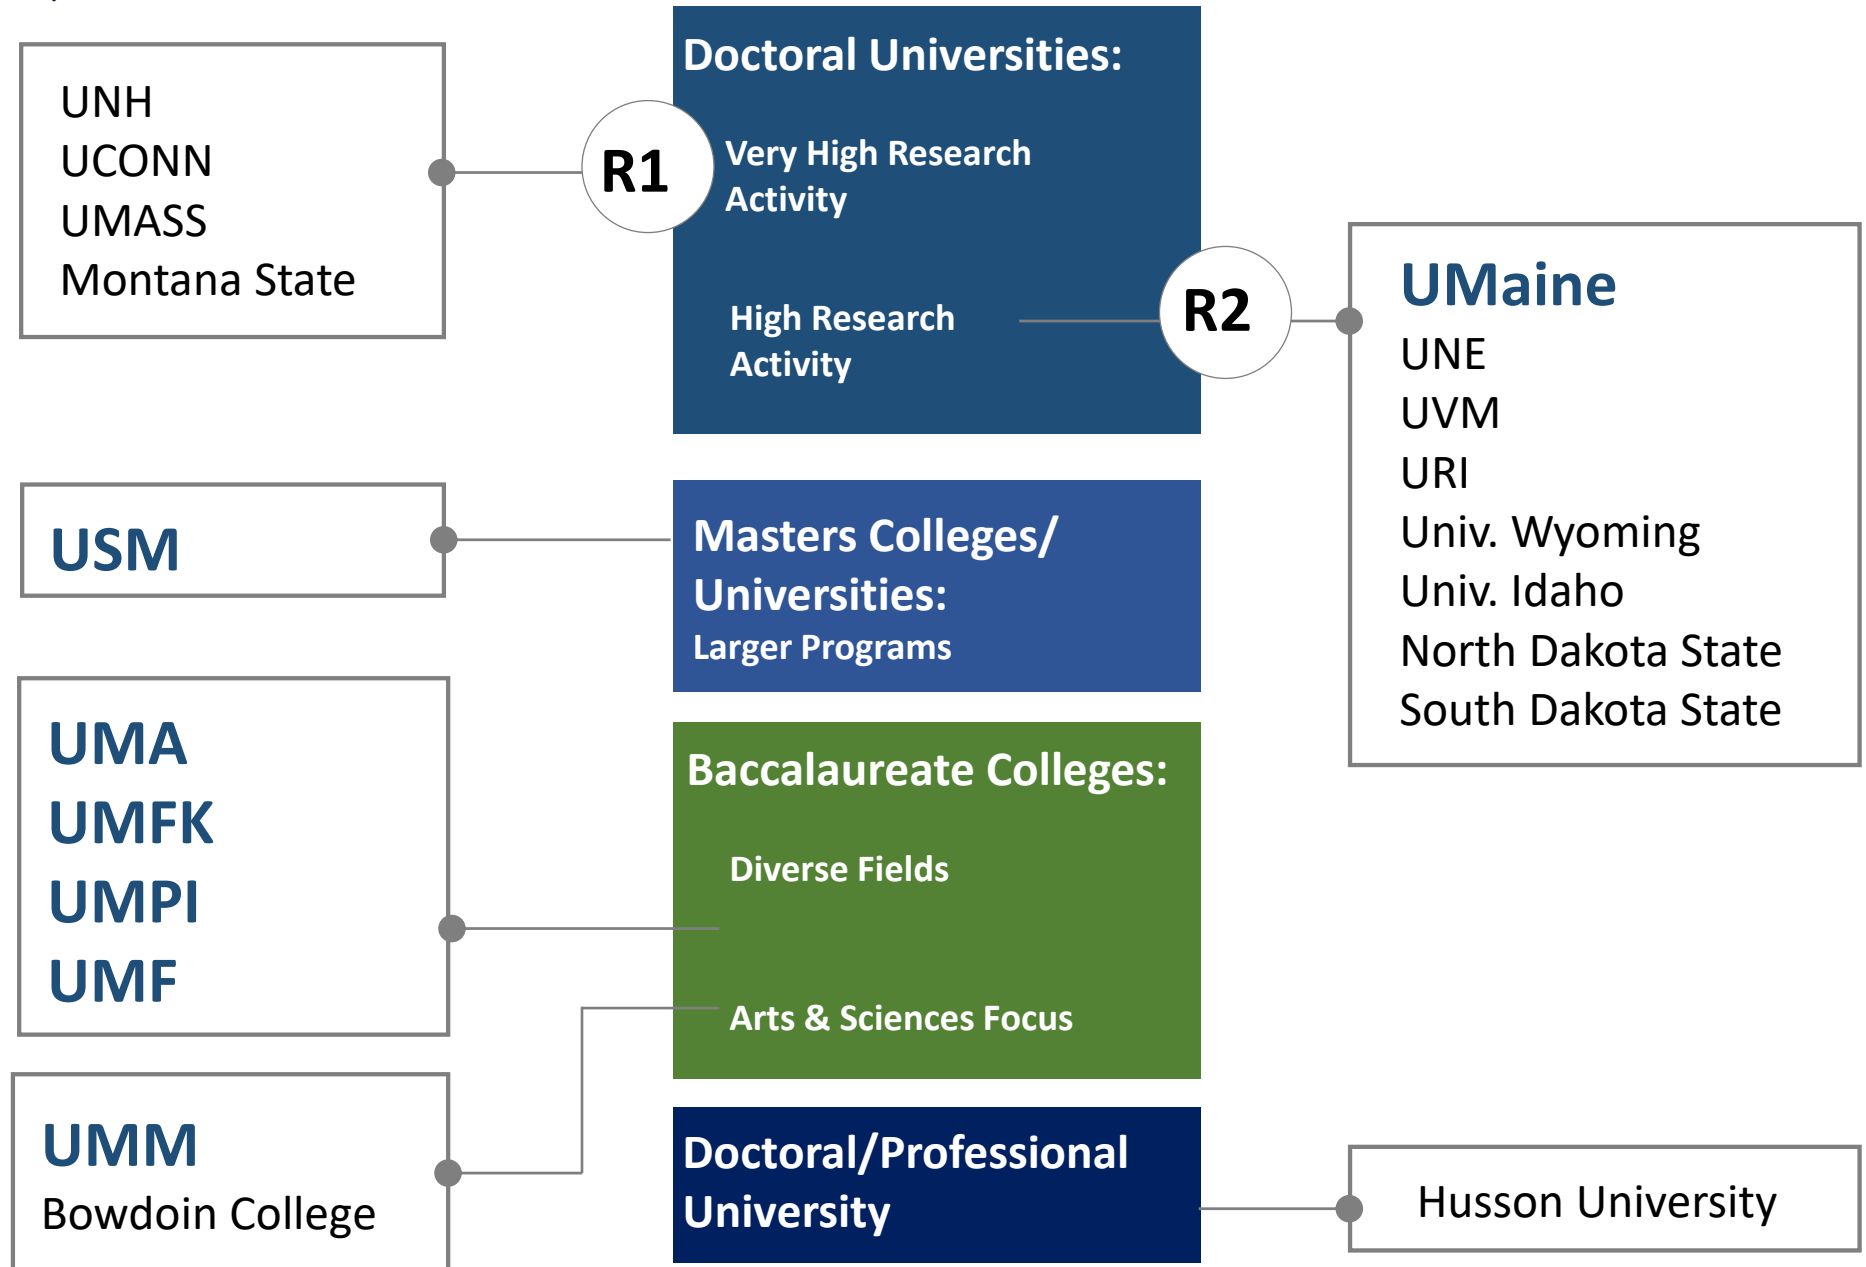 UNH
UCONN
UMASS
Montana State
R1
Doctoral Universities:
Very High Research
Activity
High Research
Activity
R2
UMaine
UNE
UVM
URI
Univ. Wyoming
Univ. Idaho
North Dakota State
South Dakota State
USM
Masters Colleges/
Universities:
Larger Programs
UMA
UMFK
UMPI
UMF
Baccalaureate Colleges:
Diverse Fields
Arts & Sciences Focus
UMM
Bowdoin College
Doctoral/Professional
University
Husson University